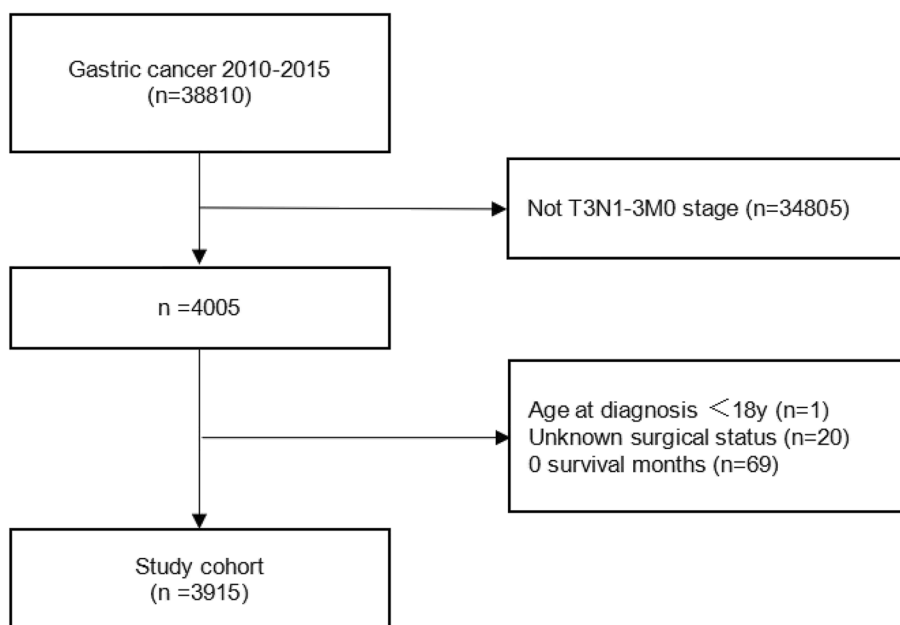 Gastric cancer 2010-2015
(n=38810)
Not T3N1-3M0 stage (n=34805)
n =4005
Age at diagnosis ＜18y (n=1)
Unknown surgical status (n=20)
0 survival months (n=69)
Study cohort
(n =3915)